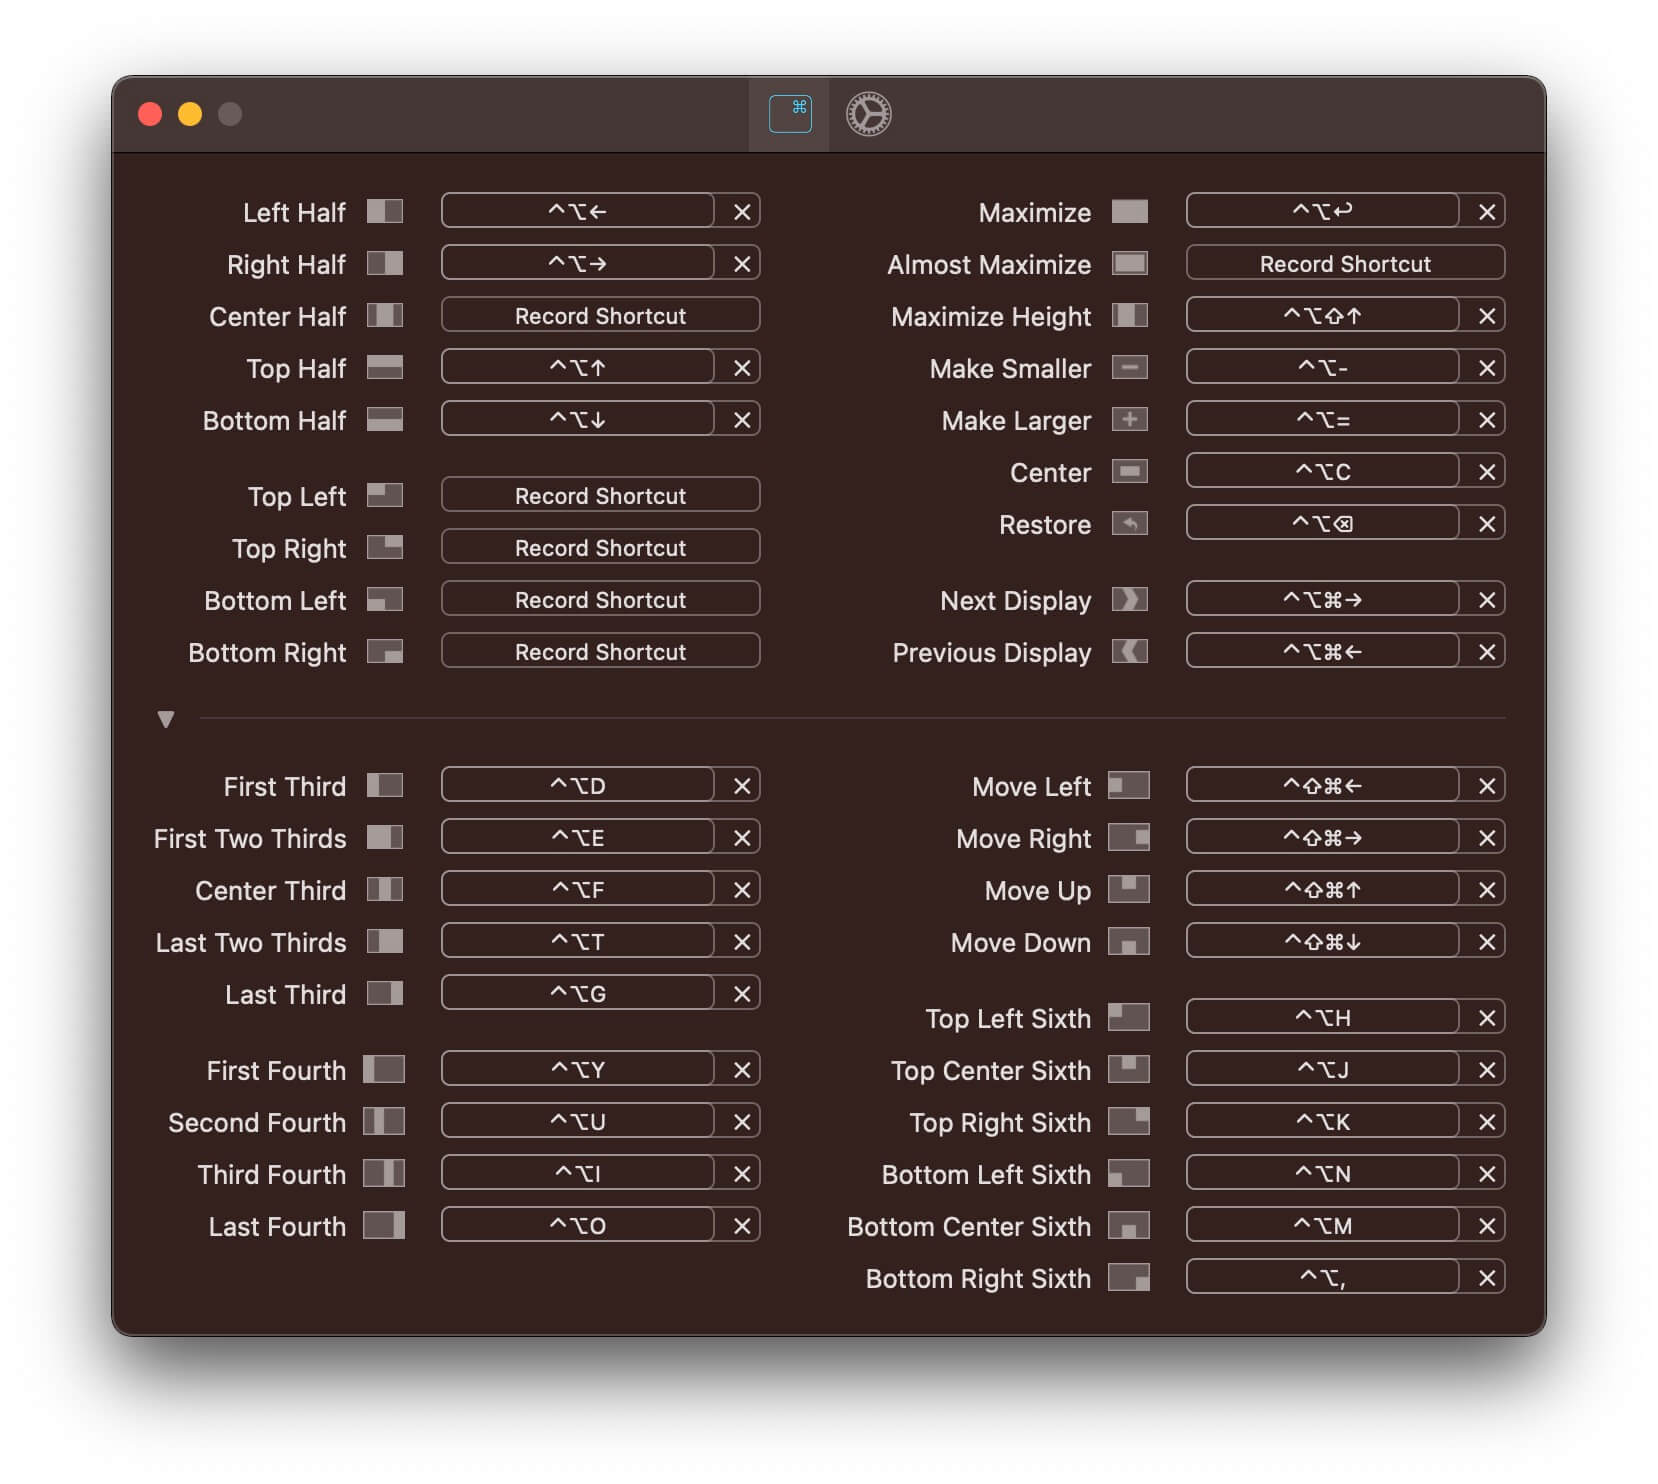 ⌘
Left Half ^⌥←
Right Half ^⌥→
Center Half Record Shortcut
Top Half ^⌥↑
Bottom Half ^⌥↓
Top Left Record Shortcut
Top Right Record Shortcut
Bottom Left Record Shortcut
Bottom Right Record Shortcut
Maximize ^⌥↩
Almost Maximize Record Shortcut
Maximize Height ^⌥⇧↑
Make Smaller ^⌥-
Make Larger ^⌥=
Center ^⌥C
Restore ^⌥⌫
Next Display ^⌥⌘→
Previous Display ^⌥⌘←
First Third ^⌥D
First Two Thirds ^⌥E
Center Third ^⌥F
Last Two Thirds ^⌥T
Last Third ^⌥G
First Fourth ^⌥Y
Second Fourth ^⌥U
Third Fourth ^⌥I
Last Fourth ^⌥O
Move Left ^⇧⌘←
Move Right ^⇧⌘→
Move Up ^⇧⌘↑
Move Down ^⇧⌘↓
Top Left Sixth ^⌥H
Top Center Sixth ^⌥J
Top Right Sixth ^⌥K
Bottom Left Sixth ^⌥N
Bottom Center Sixth ^⌥M
Bottom Right Sixth ^⌥,